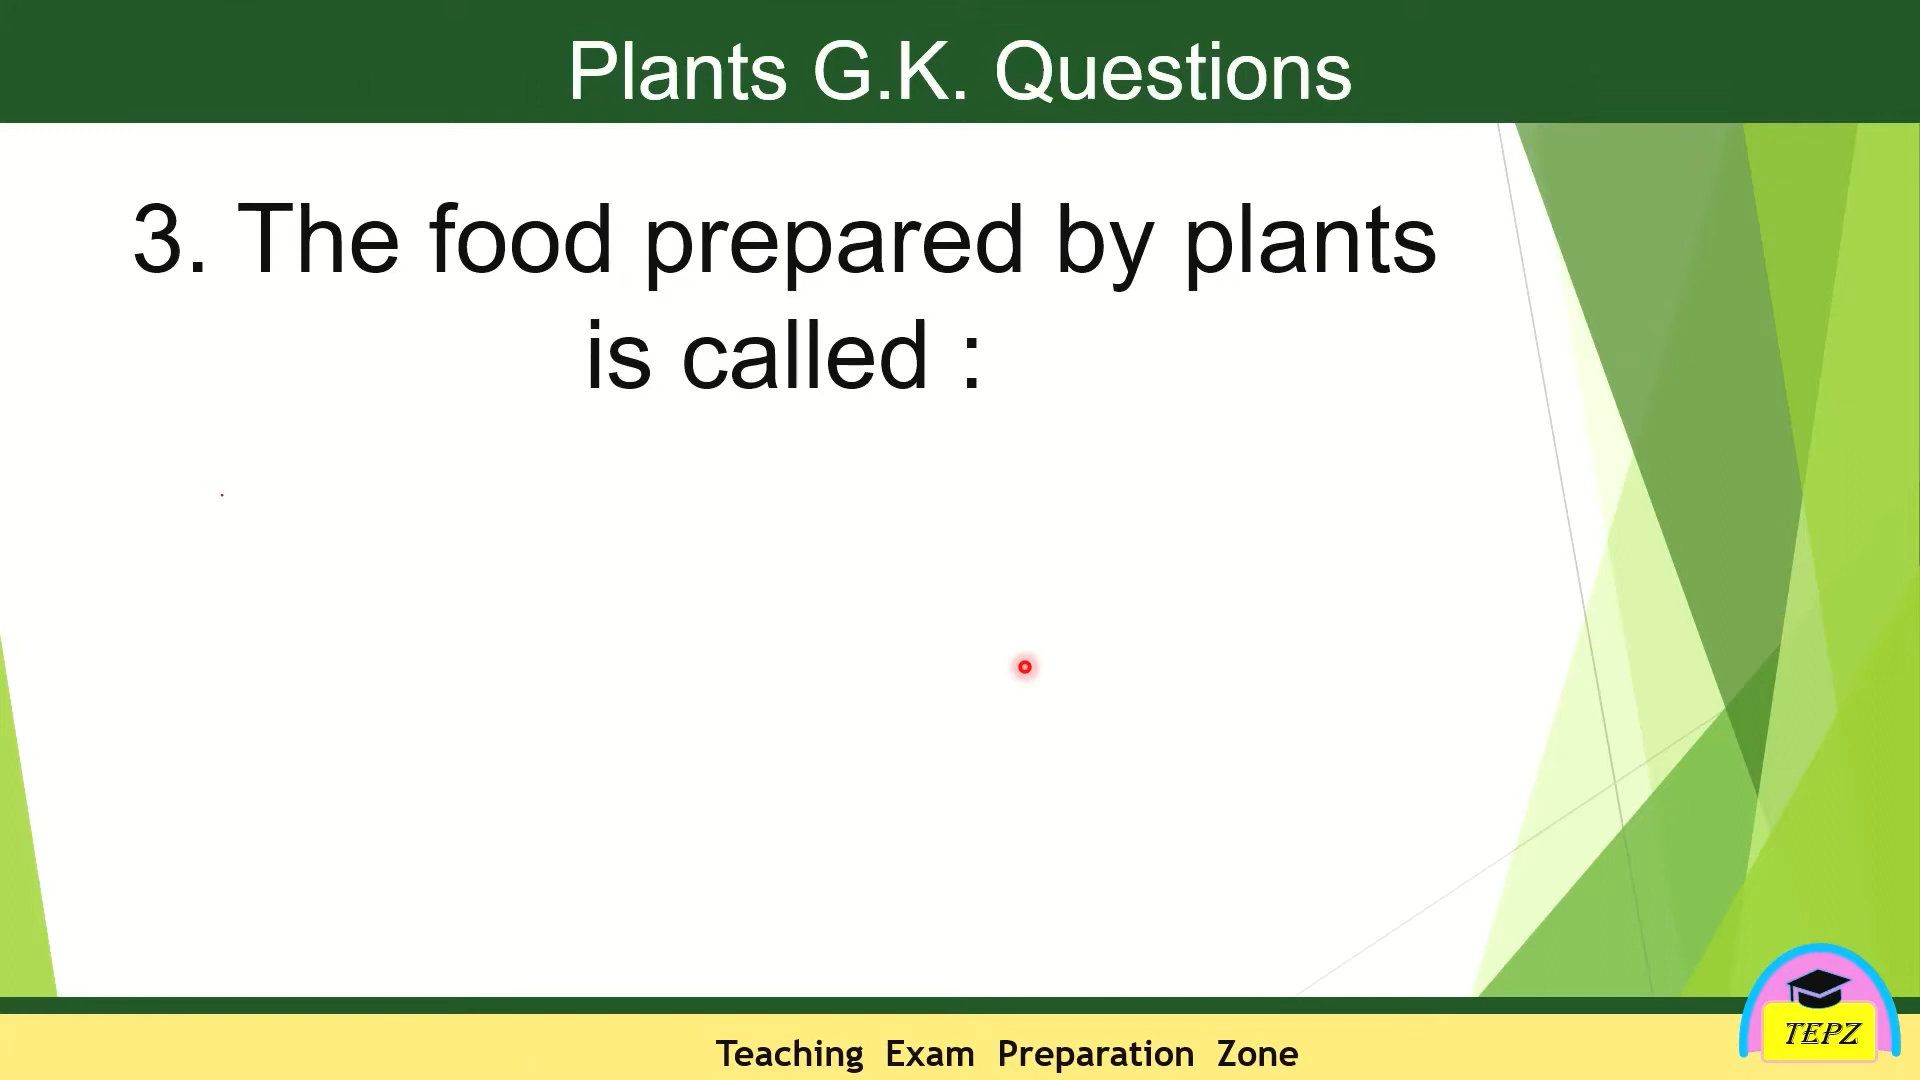 Plants G.K. Questions
3. The food prepared by plants
is called :
TEPZ
Teaching Exam Preparation Zone